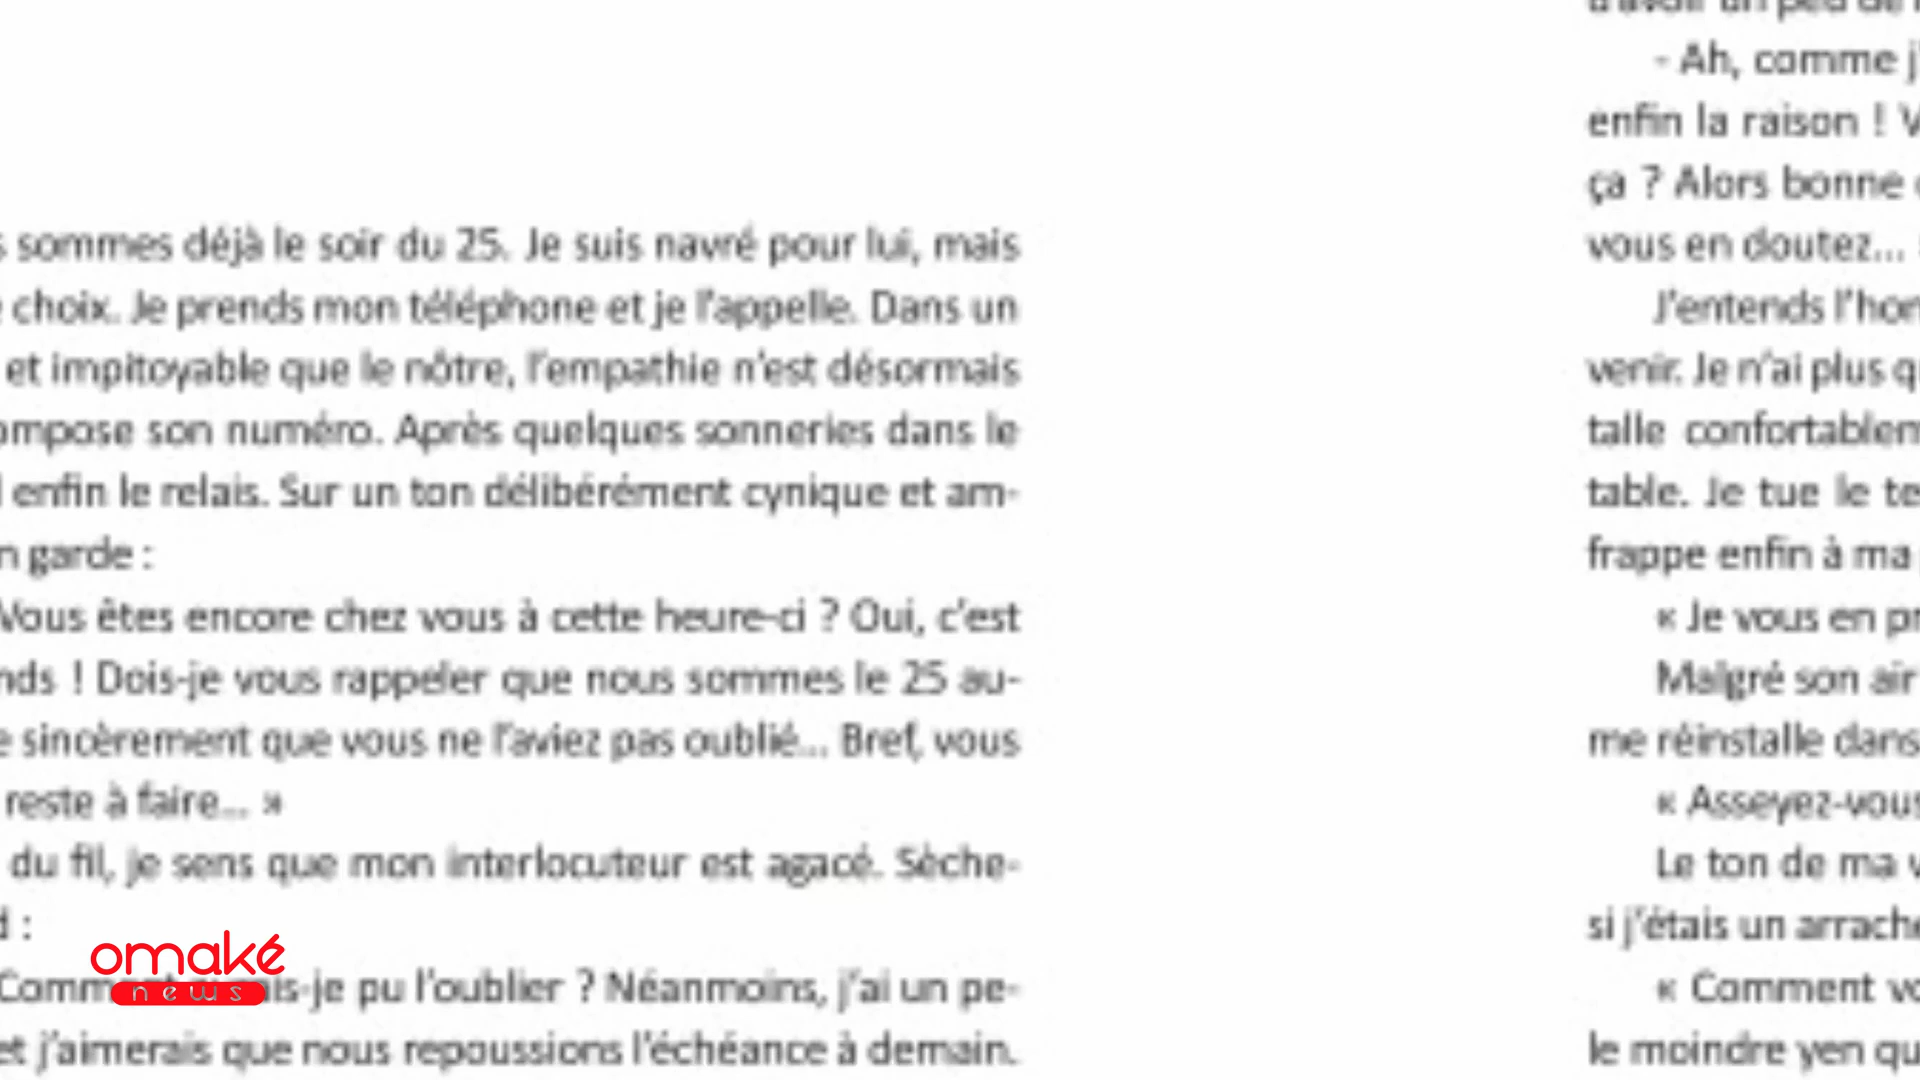 sommes déjà le soir du 25. Je suis navré pour lui, mais
choix. Je prends mon téléphone et je l'appelle. Dans un
et impitoyable que le nôtre, l'empathie n'est désormais
ompose son numéro. Après quelques sonneries dans le
enfin le relais. Sur un ton délibérément cynique et am-
n garde :
Vous êtes encore chez vous à cette heure-ci ? Oui, c'est
nds ! Dois-je vous rappeler que nous sommes le 25 au-
e sincèrement que vous ne l'aviez pas oublié... Bref, vous
reste à faire... »
du fil, je sens que mon interlocuteur est agacé. Sèche-
d :
Comm is-je pu l'oublier ? Néanmoins, j'ai un pe-
et j'aimerais que nous repoussions l'échéance à demain.
- Ah, comme j'
enfin la raison ! V
ça ? Alors bonne
vous en doutez...
J'entends l'hom
venir. Je n'ai plus q
talle confortablem
table. Je tue le te
frappe enfin à ma
« Je vous en pr
Malgré son air
me réinstalle dans
« Asseyez-vous
Le ton de ma v
si j'étais un arrache
« Comment vo
le moindre yen qu
omaké
news